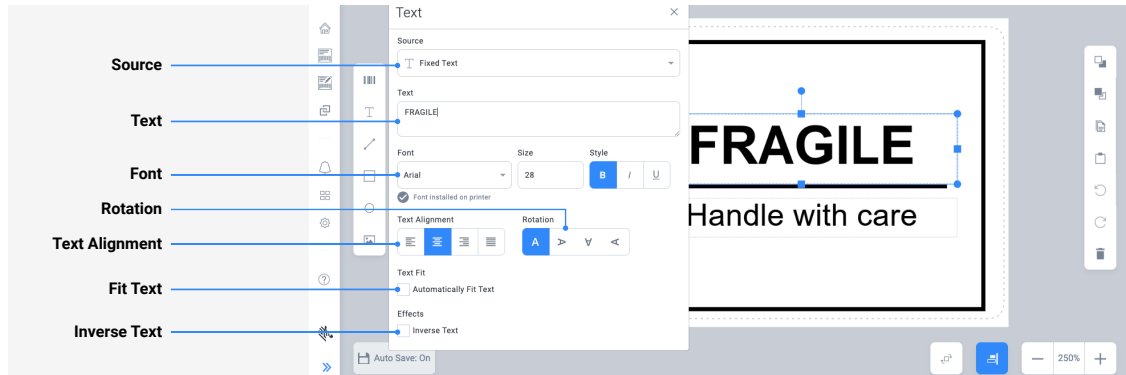 Text
Source
Source
Fixed Text
Text
Text
FRAGILE
Font
Font
Size
Style
Arial
28
B
I
U
Font installed on printer
Rotation
Text Alignment
Rotation
Text Alignment
A
A
A
A
Text Fit
Fit Text
Automatically Fit Text
Effects
Inverse Text
Inverse Text
FRAGILE
Handle with care
Auto Save: On
250%